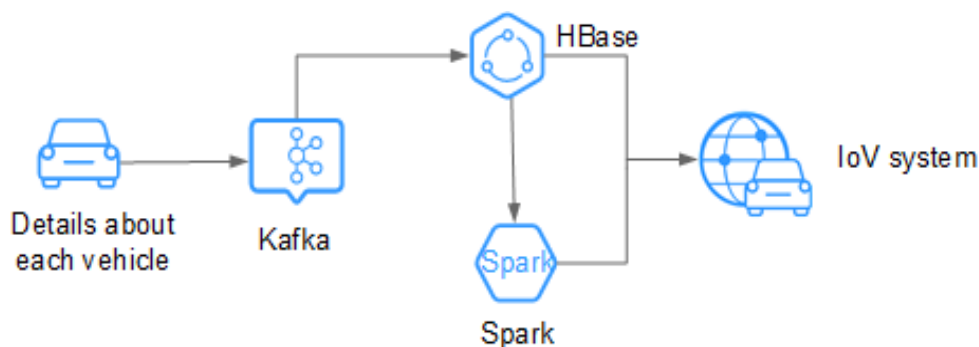 HBase
IoV system
Details about
each vehicle
Kafka
Spark
Spark